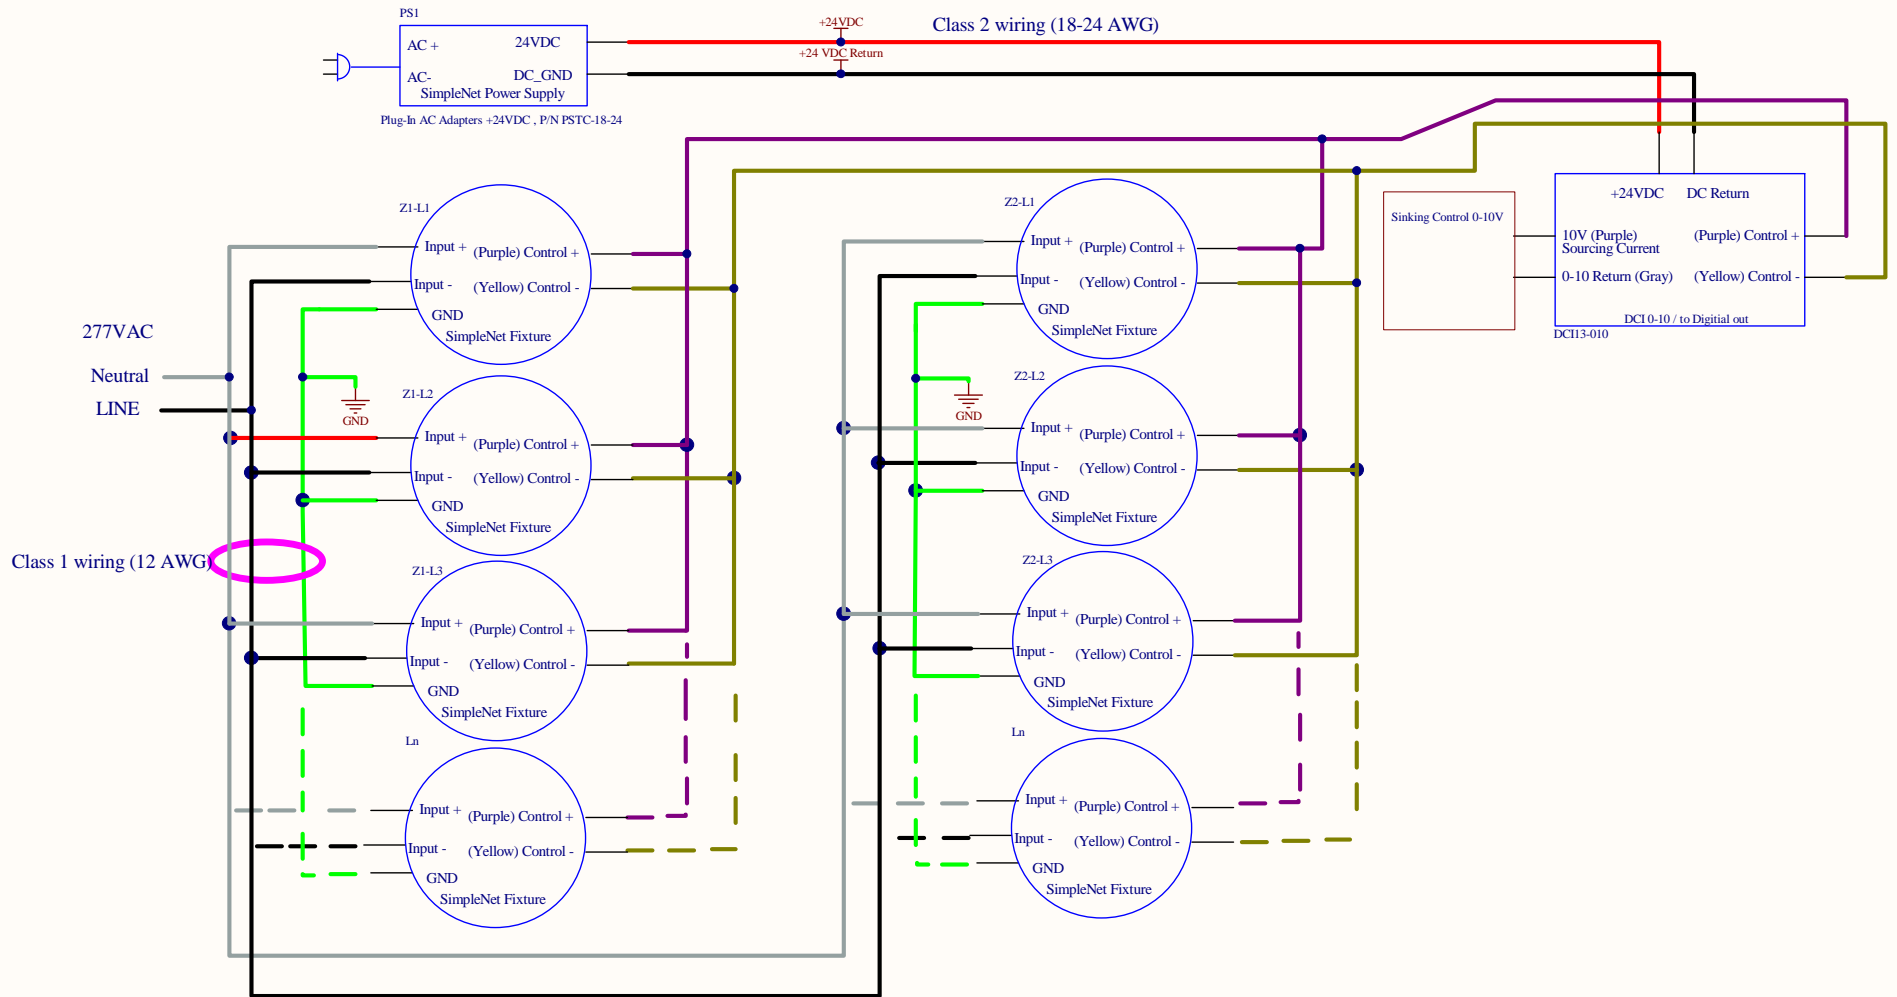 PS1
AC +
24VDC
AC-
DC_GND
SimpleNet Power Supply
Plug-In AC Adapters +24VDC , P/N PSTC-18-24
+24VDC
+24 VDC Return
Class 2 wiring (18-24 AWG)
Sinking Control 0-10V
+24VDC
DC Return
10V (Purple)
Sourcing Current
(Purple) Control +
0-10 Return (Gray)
(Yellow) Control -
DCI 0-10 / to Digitial out
DCI13-010
277VAC
Neutral
LINE
Class 1 wiring (12 AWG)
Z1-L1
Input +
(Purple) Control +
Input -
(Yellow) Control -
GND
SimpleNet Fixture
GND
Z1-L2
Input +
(Purple) Control +
Input -
(Yellow) Control -
GND
SimpleNet Fixture
Z1-L3
Input +
(Purple) Control +
Input -
(Yellow) Control -
GND
SimpleNet Fixture
Ln
Input +
(Purple) Control +
Input -
(Yellow) Control -
GND
SimpleNet Fixture
Z2-L1
Input +
(Purple) Control +
Input -
(Yellow) Control -
GND
SimpleNet Fixture
GND
Z2-L2
Input +
(Purple) Control +
Input -
(Yellow) Control -
GND
SimpleNet Fixture
Z2-L3
Input +
(Purple) Control +
Input -
(Yellow) Control -
GND
SimpleNet Fixture
Ln
Input +
(Purple) Control +
Input -
(Yellow) Control -
GND
SimpleNet Fixture